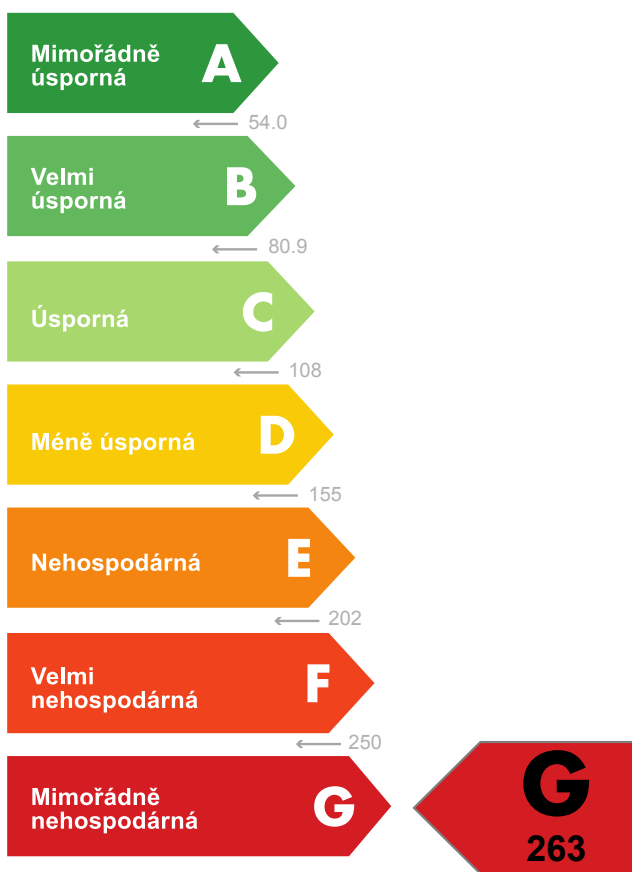 Mimořádně
úsporná
A
54.0
Velmi
úsporná
B
80.9
Úsporná
C
108
Méně úsporná
D
155
Nehospodárná
E
202
Velmi
nehospodárná
F
250
Mimořádně
nehospodárná
G
G
263